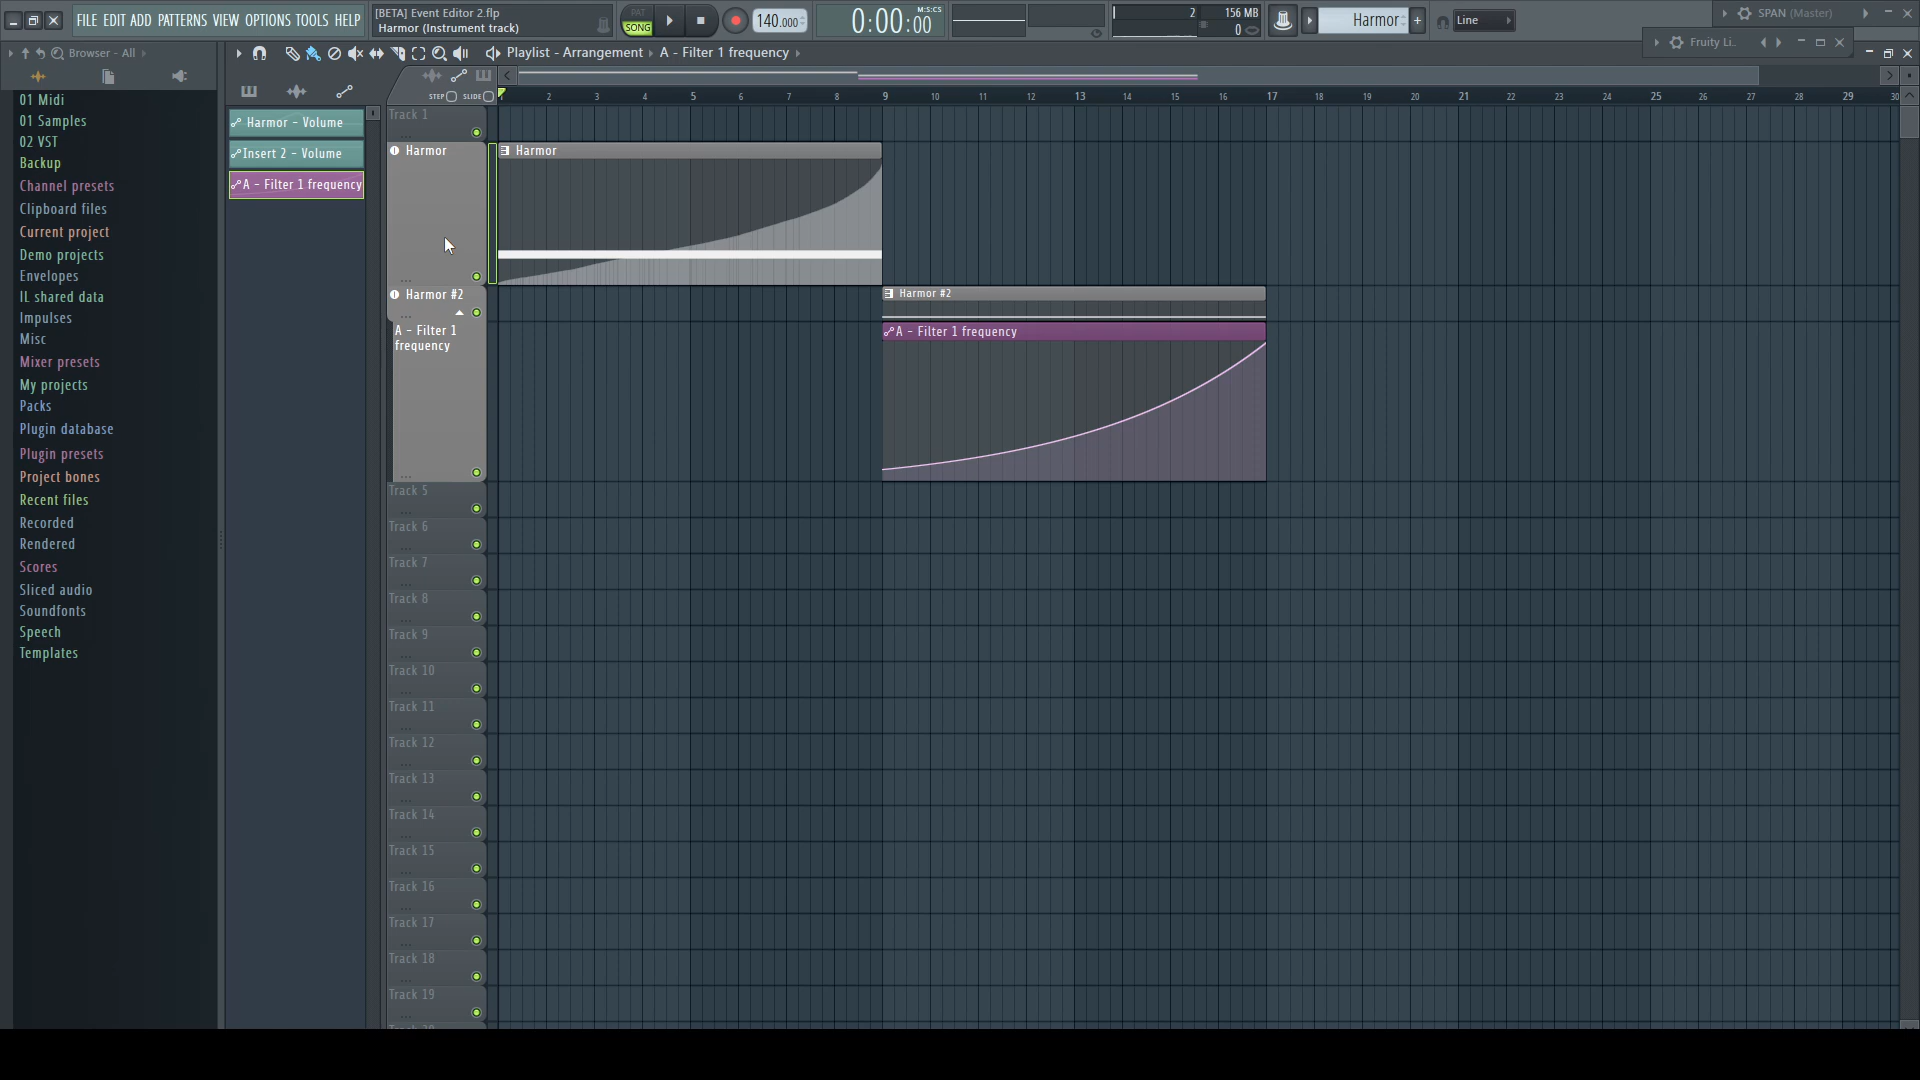 FILE EDIT ADD PATTERNS VIEW OPTIONS TOOLS HELP
[BETA] Event Editor 2.flp
Harmor (Instrument track)
PAT
SONG
140.000
0:00:00
M:S:CS
2
156 MB
0
Harmor
Line
SPAN (Master)
Fruity Li..
Browser - All
Playlist - Arrangement › A - Filter 1 frequency
STEP
SLIDE
1 2 3 4 5 6 7 8 9 10 11 12 13 14 15 16 17 18 19 20 21 22 23 24 25 26 27 28 29 30
01 Midi
01 Samples
02 VST
Backup
Channel presets
Clipboard files
Current project
Demo projects
Envelopes
IL shared data
Impulses
Misc
Mixer presets
My projects
Packs
Plugin database
Plugin presets
Project bones
Recent files
Recorded
Rendered
Scores
Sliced audio
Soundfonts
Speech
Templates
Harmor - Volume
Insert 2 - Volume
A - Filter 1 frequency
Track 1
Harmor
Harmor
Harmor #2
Harmor #2
A - Filter 1
frequency
A - Filter 1 frequency
Track 5
Track 6
Track 7
Track 8
Track 9
Track 10
Track 11
Track 12
Track 13
Track 14
Track 15
Track 16
Track 17
Track 18
Track 19